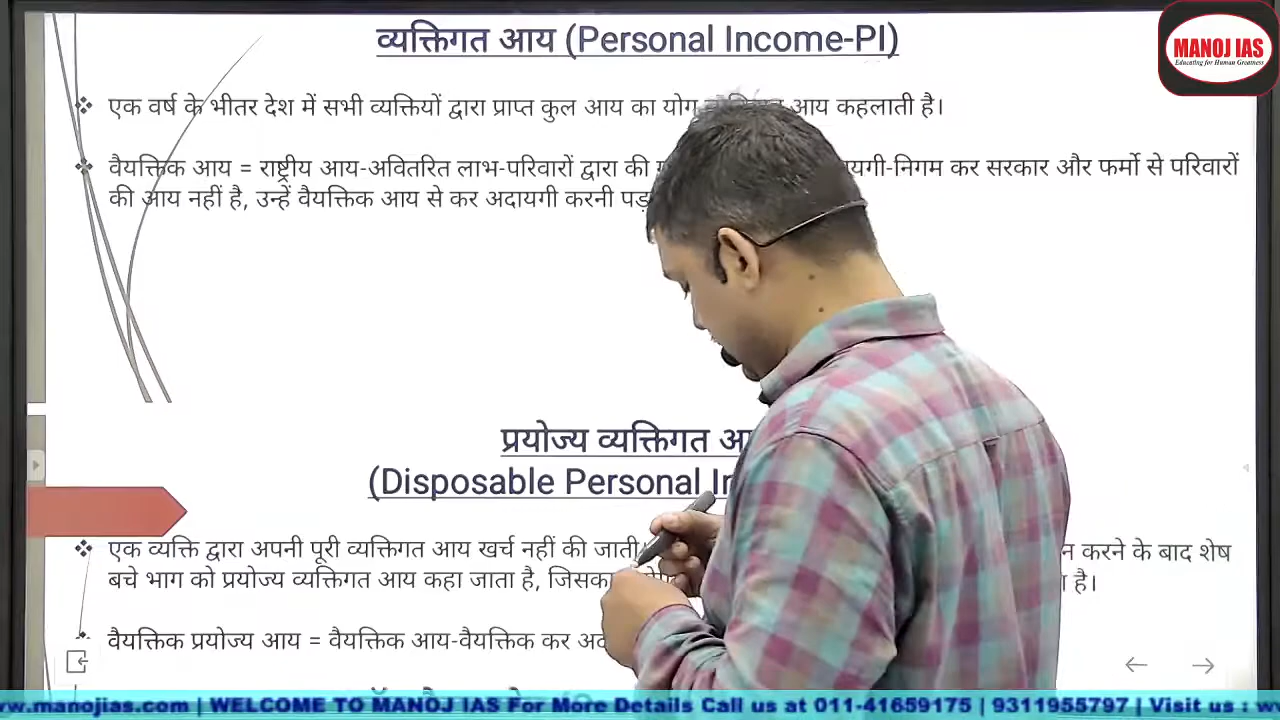 व्यक्तिगत आय (Personal Income-PI)
MANOJ IAS
Educating for Human Greatness
एक वर्ष के भीतर देश में सभी व्यक्तियों द्वारा प्राप्त कुल आय का योग आय कहलाती है।
वैयक्तिक आय = राष्ट्रीय आय-अवितरित लाभ-परिवारों द्वारा की यगी-निगम कर सरकार और फर्मो से परिवारों
की आय नहीं है, उन्हें वैयक्तिक आय से कर अदायगी करनी पड़
प्रयोज्य व्यक्तिगत आ
(Disposable Personal In
एक व्यक्ति द्वारा अपनी पूरी व्यक्तिगत आय खर्च नहीं की जाती न करने के बाद शेष
बचे भाग को प्रयोज्य व्यक्तिगत आय कहा जाता है, जिसका है।
वैयक्तिक प्रयोज्य आय = वैयक्तिक आय-वैयक्तिक कर अद
ww.manojias.com | WELCOME TO MANOJ IAS For More Details Call us at 011-41659175 | 9311955797 | Visit us : w